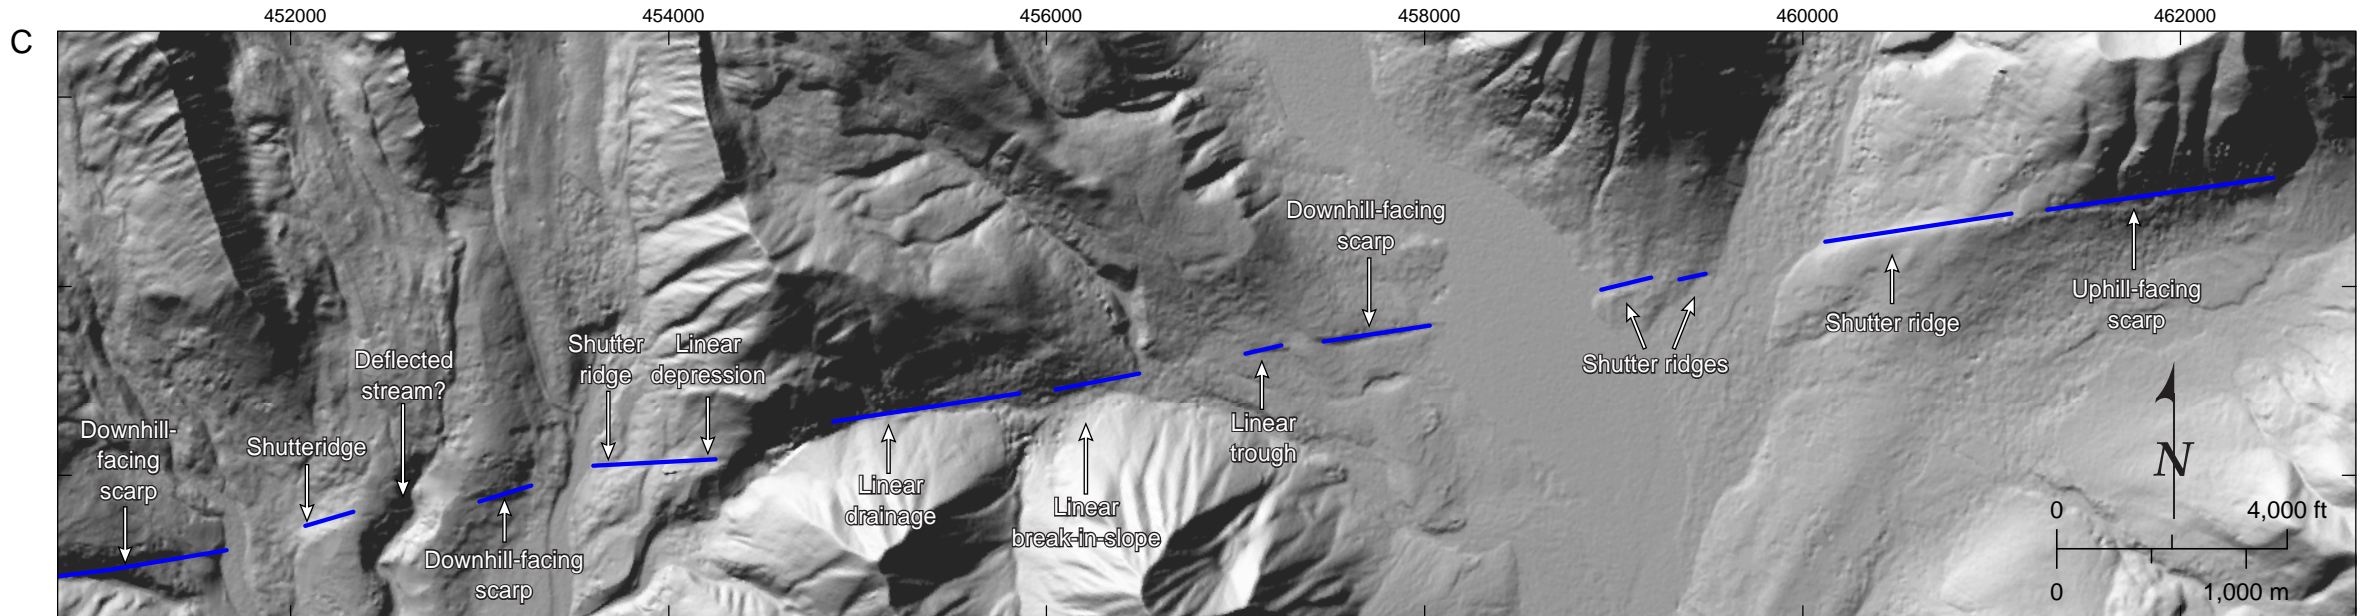 452000
454000
456000
458000
460000
462000
C
Downhill-facing
scarp
Uphill-facing
scarp
Shutter ridge
Shutter ridges
Shutter
ridge
Linear
depression
Deflected
stream?
Linear
trough
Downhill-
facing
scarp
Shutteridge
Linear
drainage
Linear
break-in-slope
Downhill-facing
scarp
N
0
4,000 ft
0
1,000 m